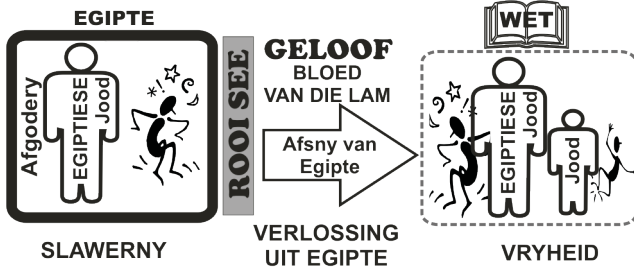 EGIPTE
Afgodery
EGIPTIESE
Jood
*!
SLAWERNY
ROOI SEE
GELOOF
BLOED
VAN DIE LAM
Afsny van
Egipte
VERLOSSING
UIT EGIPTE
WET
*!
EGIPTIESE
Jood
Jood
VRYHEID